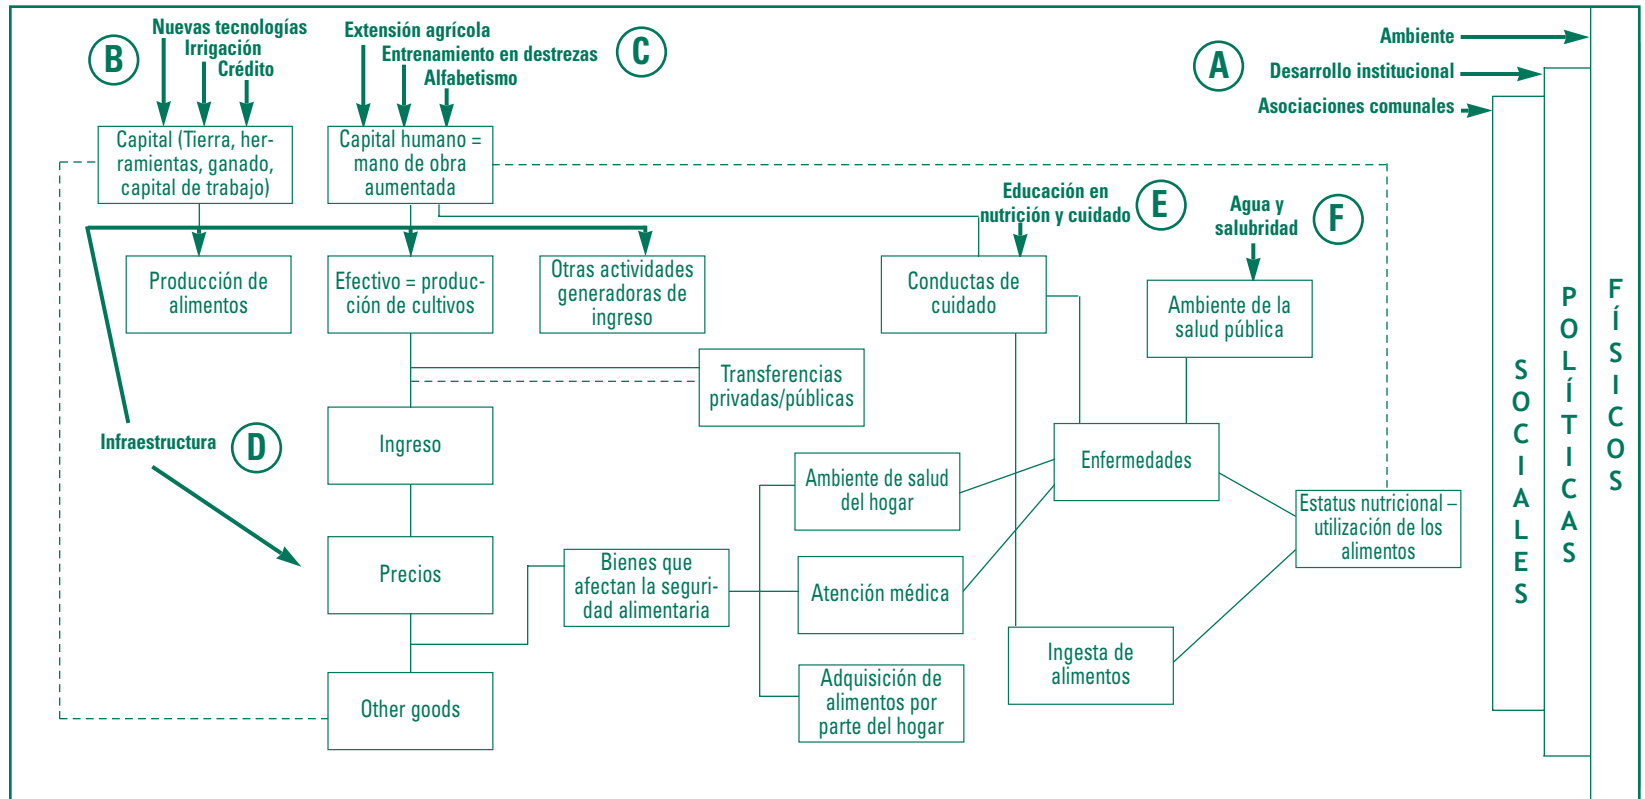 Nuevas tecnologías
Irrigación
Crédito
B
Extensión agrícola
Entrenamiento en destrezas
Alfabetismo
C
A
Ambiente
Desarrollo institucional
Asociaciones comunales
Capital (Tierra, her-
ramientas, ganado,
capital de trabajo)
Capital humano =
mano de obra
aumentada
Educación en
nutrición y cuidado
E
Agua y
salubridad
F
Producción de
alimentos
Efectivo = produc-
ción de cultivos
Otras actividades
generadoras de
ingreso
Conductas de
cuidado
Ambiente de la
salud pública
Transferencias
privadas/públicas
Infraestructura
D
Ingreso
Ambiente de salud
del hogar
Enfermedades
Estatus nutricional –
utilización de los
alimentos
Precios
Bienes que
afectan la seguri-
dad alimentaria
Atención médica
Ingesta de
alimentos
Other goods
Adquisición de
alimentos por
parte del hogar
SOCIALES
POLÍTICAS
FÍSICOS